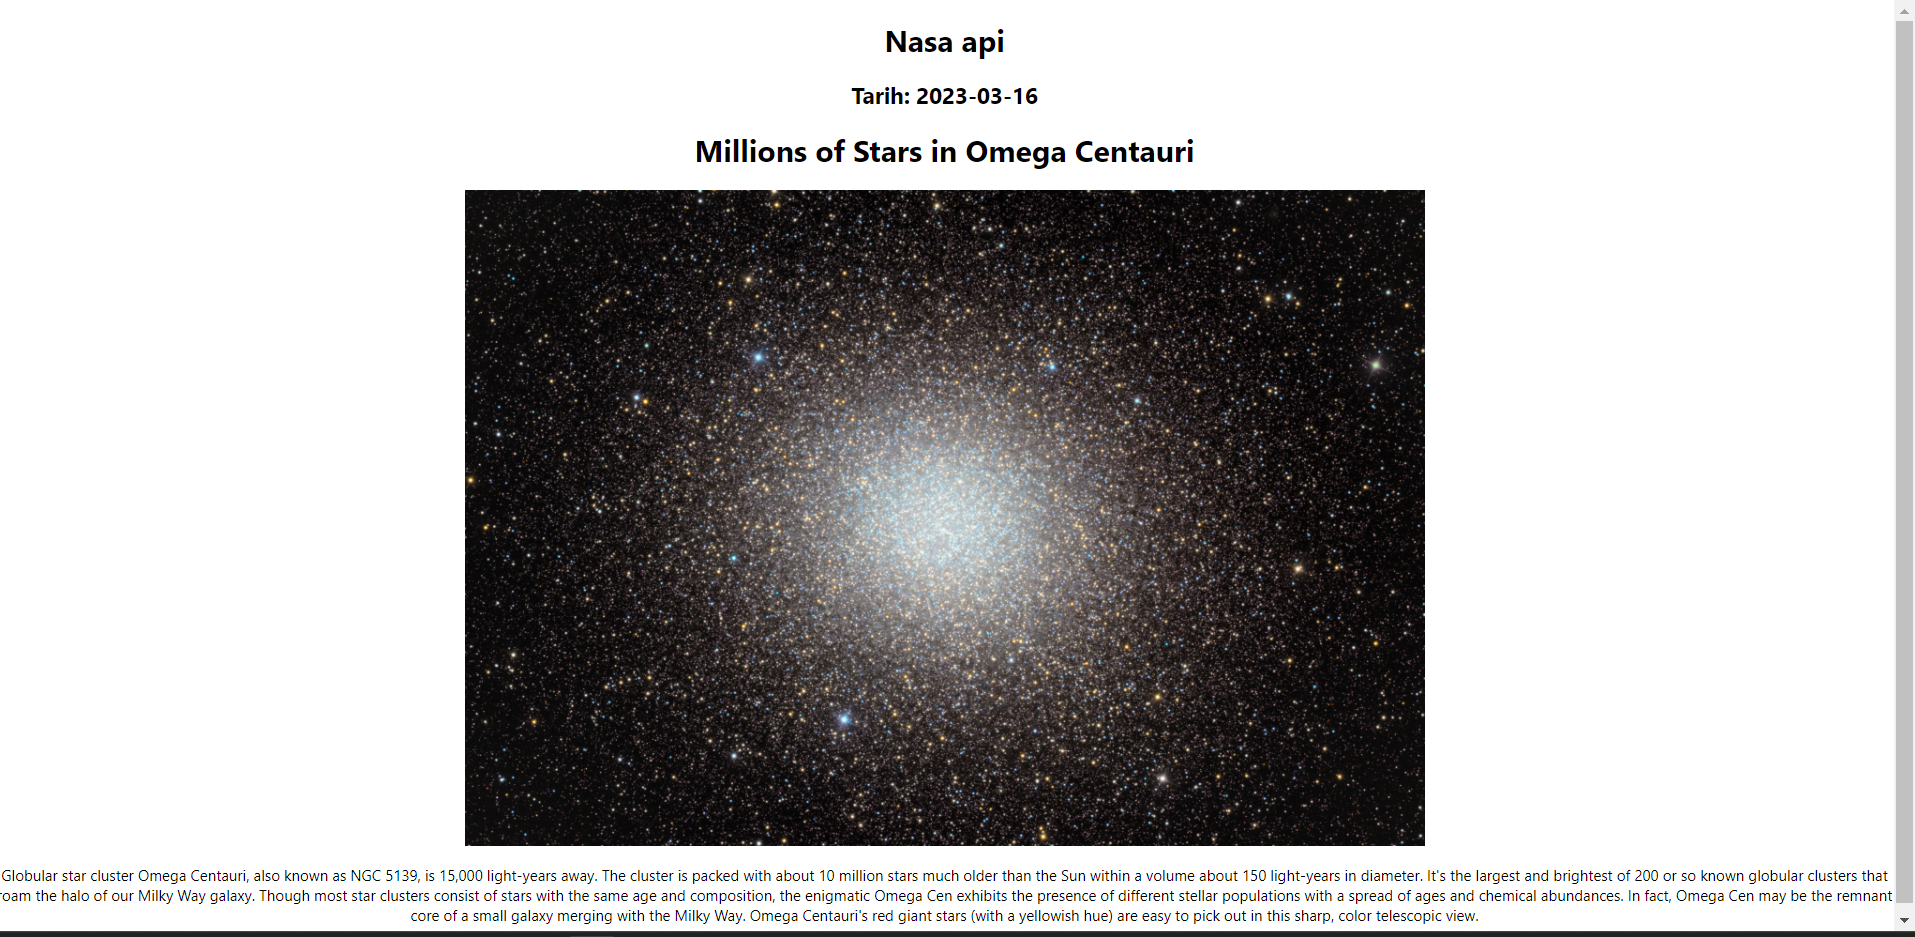 Nasa api
Tarih: 2023-03-16
Millions of Stars in Omega Centauri
Globular star cluster Omega Centauri, also known as NGC 5139, is 15,000 light-years away. The cluster is packed with about 10 million stars much older than the Sun within a volume about 150 light-years in diameter. It's the largest and brightest of 200 or so known globular clusters that
roam the halo of our Milky Way galaxy. Though most star clusters consist of stars with the same age and composition, the enigmatic Omega Cen exhibits the presence of different stellar populations with a spread of ages and chemical abundances. In fact, Omega Cen may be the remnant
core of a small galaxy merging with the Milky Way. Omega Centauri's red giant stars (with a yellowish hue) are easy to pick out in this sharp, color telescopic view.